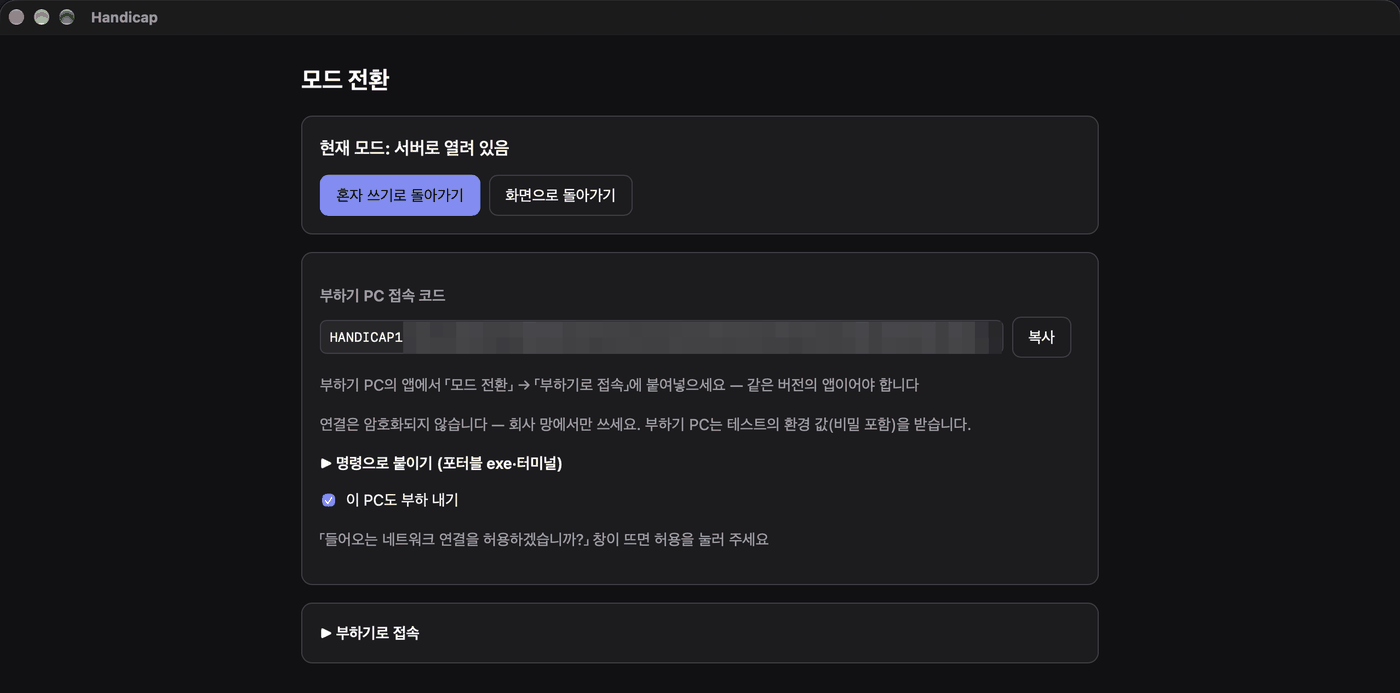 Handicap
모드 전환
현재 모드: 서버로 열려 있음
혼자 쓰기로 돌아가기
화면으로 돌아가기
부하기 PC 접속 코드
HANDICAP1
복사
부하기 PC의 앱에서 「모드 전환」 → 「부하기로 접속」에 붙여넣으세요 — 같은 버전의 앱이어야 합니다
연결은 암호화되지 않습니다 — 회사 망에서만 쓰세요. 부하기 PC는 테스트의 환경 값(비밀 포함)을 받습니다.
▶ 명령으로 붙이기 (포터블 exe·터미널)
이 PC도 부하 내기
「들어오는 네트워크 연결을 허용하겠습니까?」 창이 뜨면 허용을 눌러 주세요
▶ 부하기로 접속